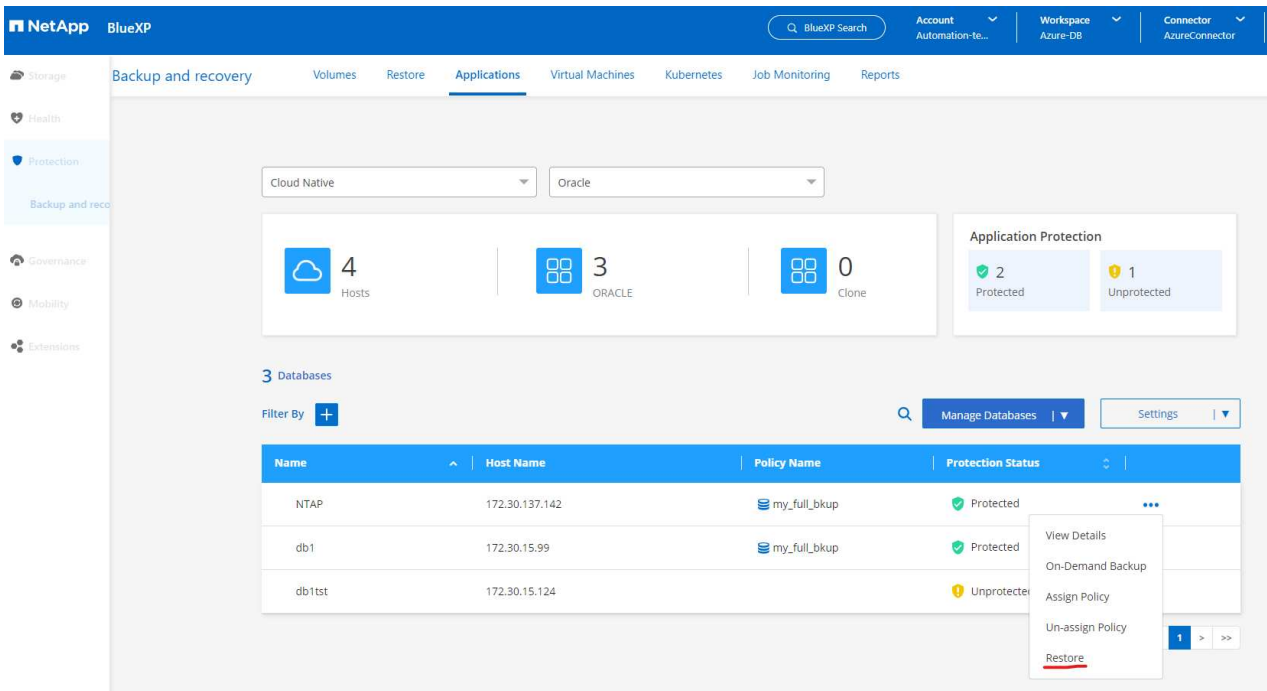 NetApp BlueXP
BlueXP Search
Account
Automation-te...
Workspace
Azure-DB
Connector
AzureConnector
Storage
Health
Protection
Backup and reco
Governance
Mobility
Extensions
Backup and recovery
Volumes Restore Applications Virtual Machines Kubernetes Job Monitoring Reports
Cloud Native
Oracle
4
Hosts
3
ORACLE
0
Clone
Application Protection
2
Protected
1
Unprotected
3 Databases
Filter By +
Manage Databases | ▼
Settings | ▼
Name Host Name Policy Name Protection Status
NTAP 172.30.137.142 my_full_bkup Protected •••
db1 172.30.15.99 my_full_bkup Protected
db1tst 172.30.15.124 Unprotected
View Details
On-Demand Backup
Assign Policy
Un-assign Policy
Restore
1 > >>